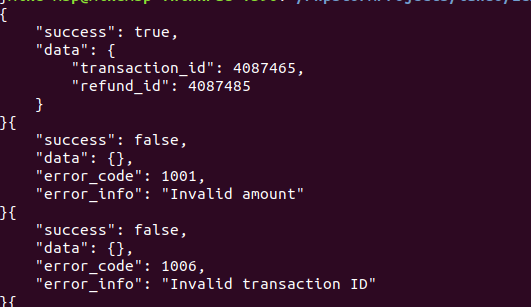 {
    "success": true,
    "data": {
        "transaction_id": 4087465,
        "refund_id": 4087485
    }
}{
    "success": false,
    "data": {},
    "error_code": 1001,
    "error_info": "Invalid amount"
}{
    "success": false,
    "data": {},
    "error_code": 1006,
    "error_info": "Invalid transaction ID"
}{